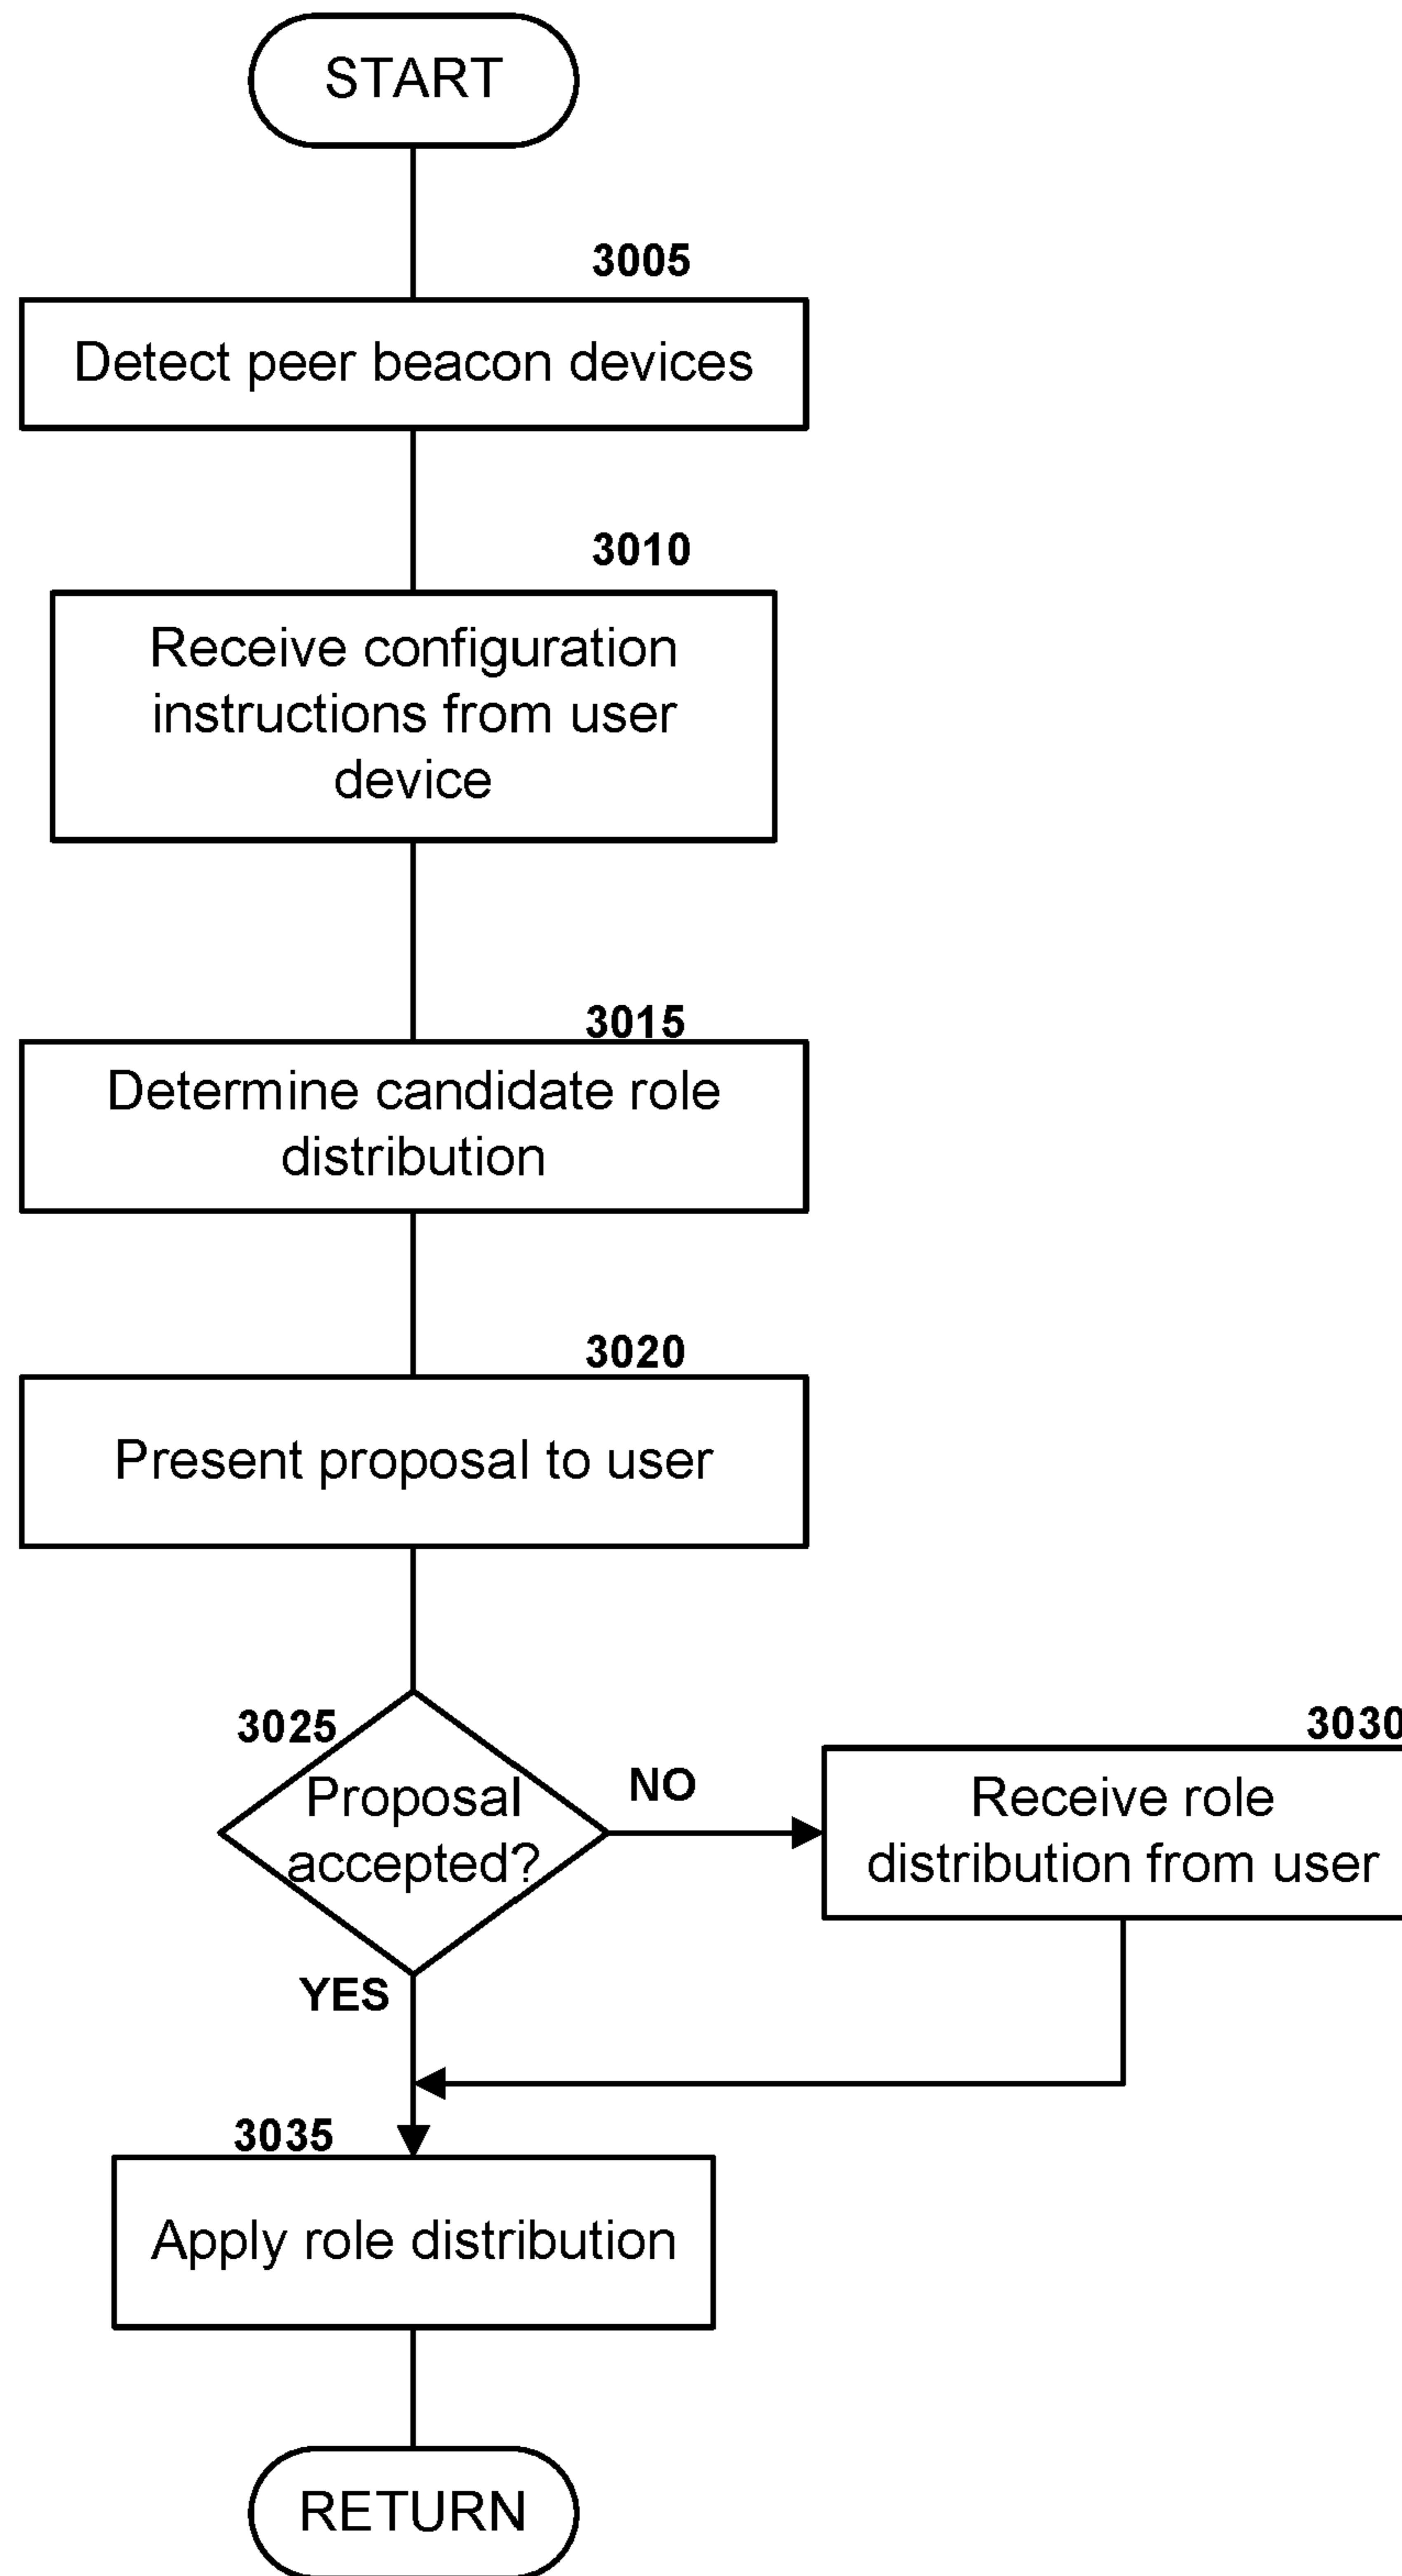 START
3005
Detect peer beacon devices
3010
Receive configuration
instructions from user
device
3015
Determine candidate role
distribution
3020
Present proposal to user
3025
Proposal
accepted?
NO
3030
Receive role
distribution from user
YES
3035
Apply role distribution
RETURN